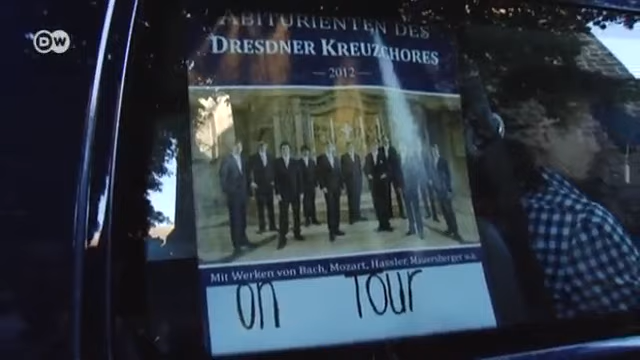 DW
ABITURIENTEN DES
DRESDNER KREUZCHORES
— 2012 —
Mit Werken von Bach, Mozart, Hassler, Mauersberger u.a.
on Tour